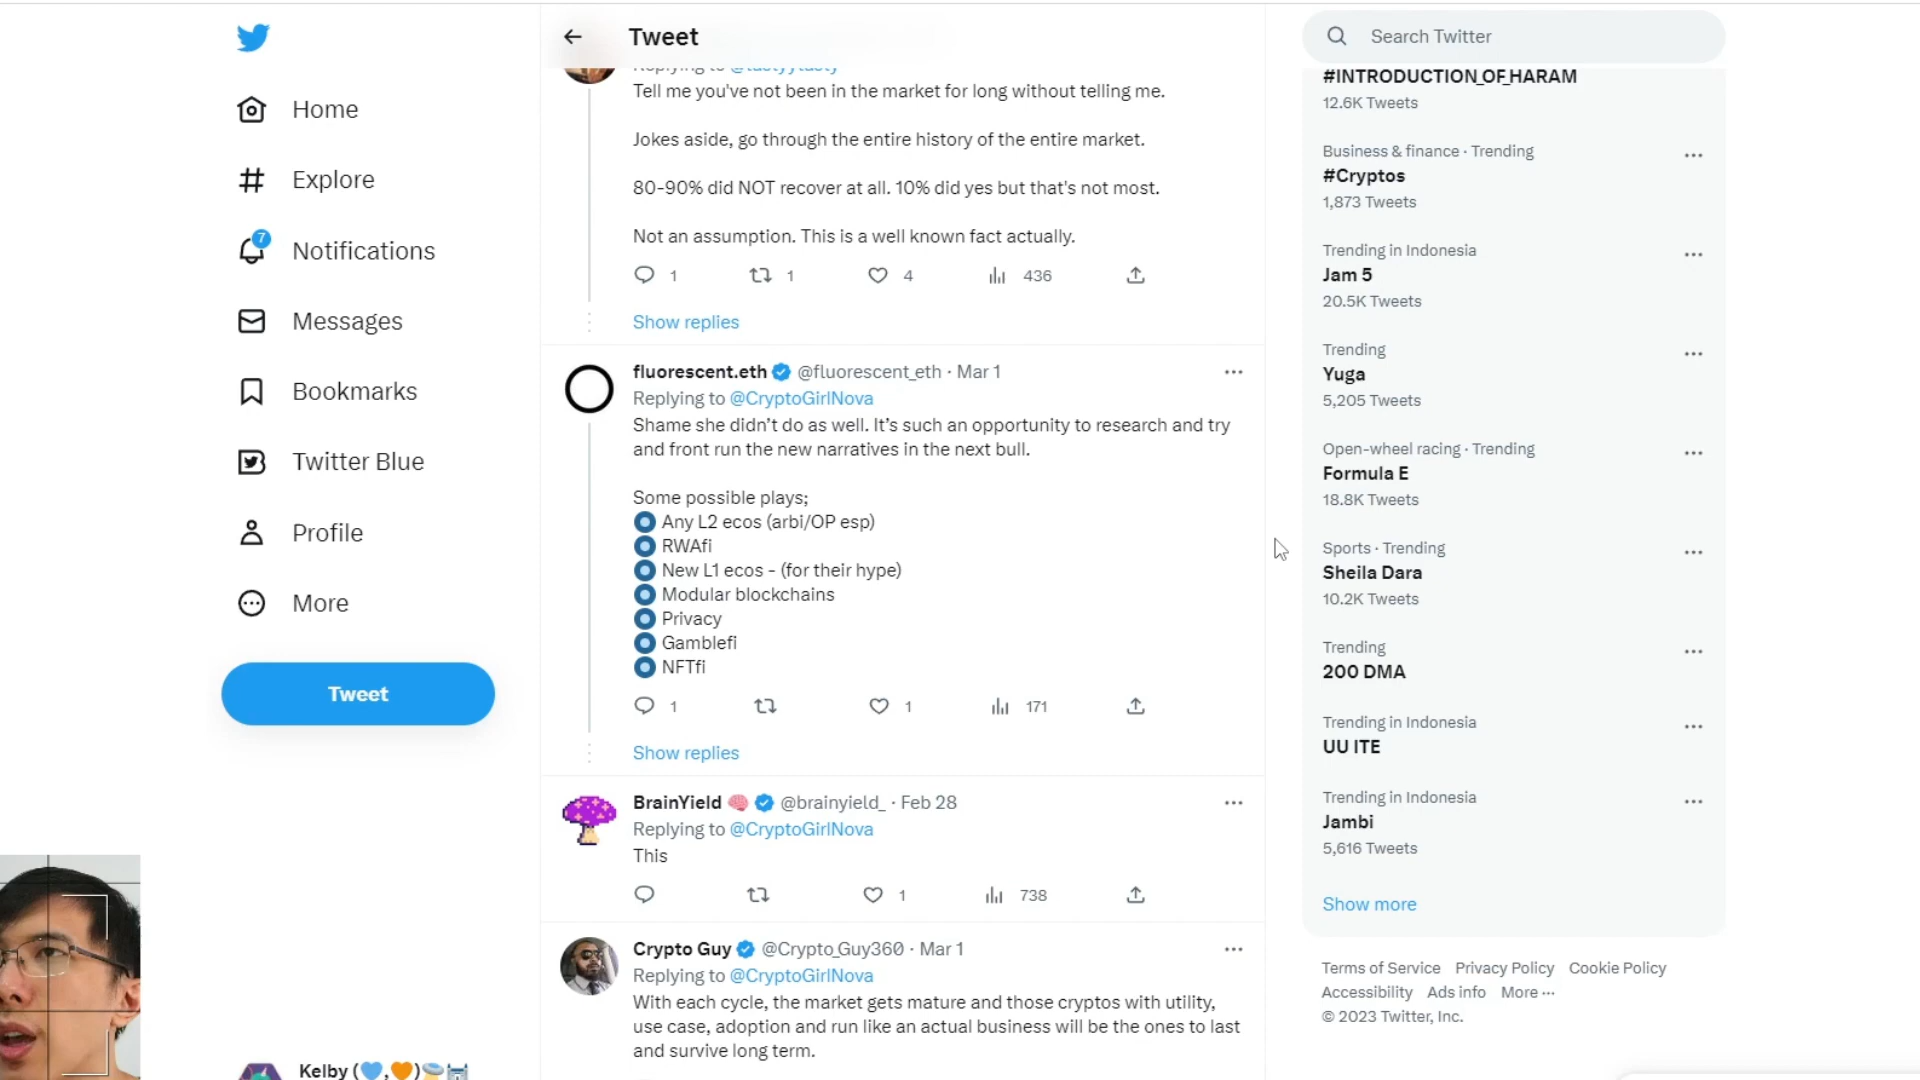 Home
Explore
7
Notifications
Messages
Bookmarks
Twitter Blue
Profile
More
Tweet
Kelby
Tweet
Replying to @tastyytasty
Tell me you've not been in the market for long without telling me.
Jokes aside, go through the entire history of the entire market.
80-90% did NOT recover at all. 10% did yes but that's not most.
Not an assumption. This is a well known fact actually.
1 1 4 436
Show replies
fluorescent.eth @fluorescent_eth · Mar 1
Replying to @CryptoGirlNova
Shame she didn’t do as well. It’s such an opportunity to research and try
and front run the new narratives in the next bull.
Some possible plays;
Any L2 ecos (arbi/OP esp)
RWAfi
New L1 ecos - (for their hype)
Modular blockchains
Privacy
Gamblefi
NFTfi
1 1 171
Show replies
BrainYield @brainyield_ · Feb 28
Replying to @CryptoGirlNova
This
1 738
Crypto Guy @Crypto_Guy360 · Mar 1
Replying to @CryptoGirlNova
With each cycle, the market gets mature and those cryptos with utility,
use case, adoption and run like an actual business will be the ones to last
and survive long term.
Search Twitter
#INTRODUCTION_OF_HARAM
12.6K Tweets
Business & finance · Trending
#Cryptos
1,873 Tweets
Trending in Indonesia
Jam 5
20.5K Tweets
Trending
Yuga
5,205 Tweets
Open-wheel racing · Trending
Formula E
18.8K Tweets
Sports · Trending
Sheila Dara
10.2K Tweets
Trending
200 DMA
Trending in Indonesia
UU ITE
Trending in Indonesia
Jambi
5,616 Tweets
Show more
Terms of Service Privacy Policy Cookie Policy
Accessibility Ads info More ···
© 2023 Twitter, Inc.